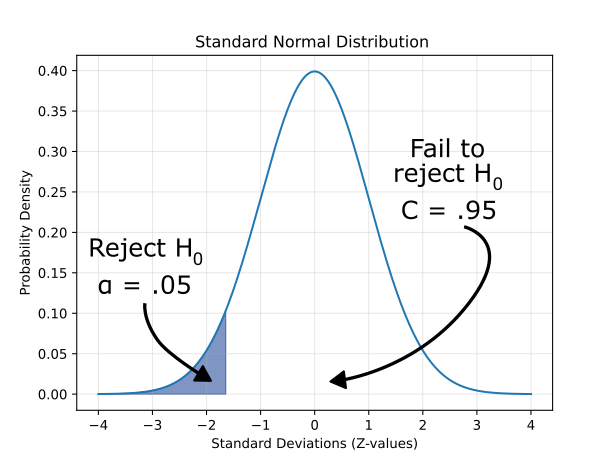 Standard Normal Distribution
Probability Density
0.40
0.35
0.30
0.25
0.20
0.15
0.10
0.05
0.00
Fail to
reject H0
C = .95
Reject H0
α = .05
−4 −3 −2 −1 0 1 2 3 4
Standard Deviations (Z-values)